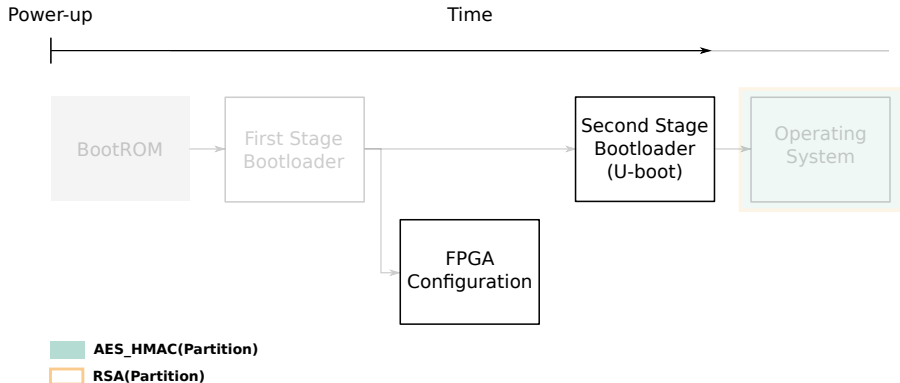 Power-up
Time
BootROM
First Stage
Bootloader
Second Stage
Bootloader
(U-boot)
Operating
System
FPGA
Configuration
AES_HMAC(Partition)
RSA(Partition)